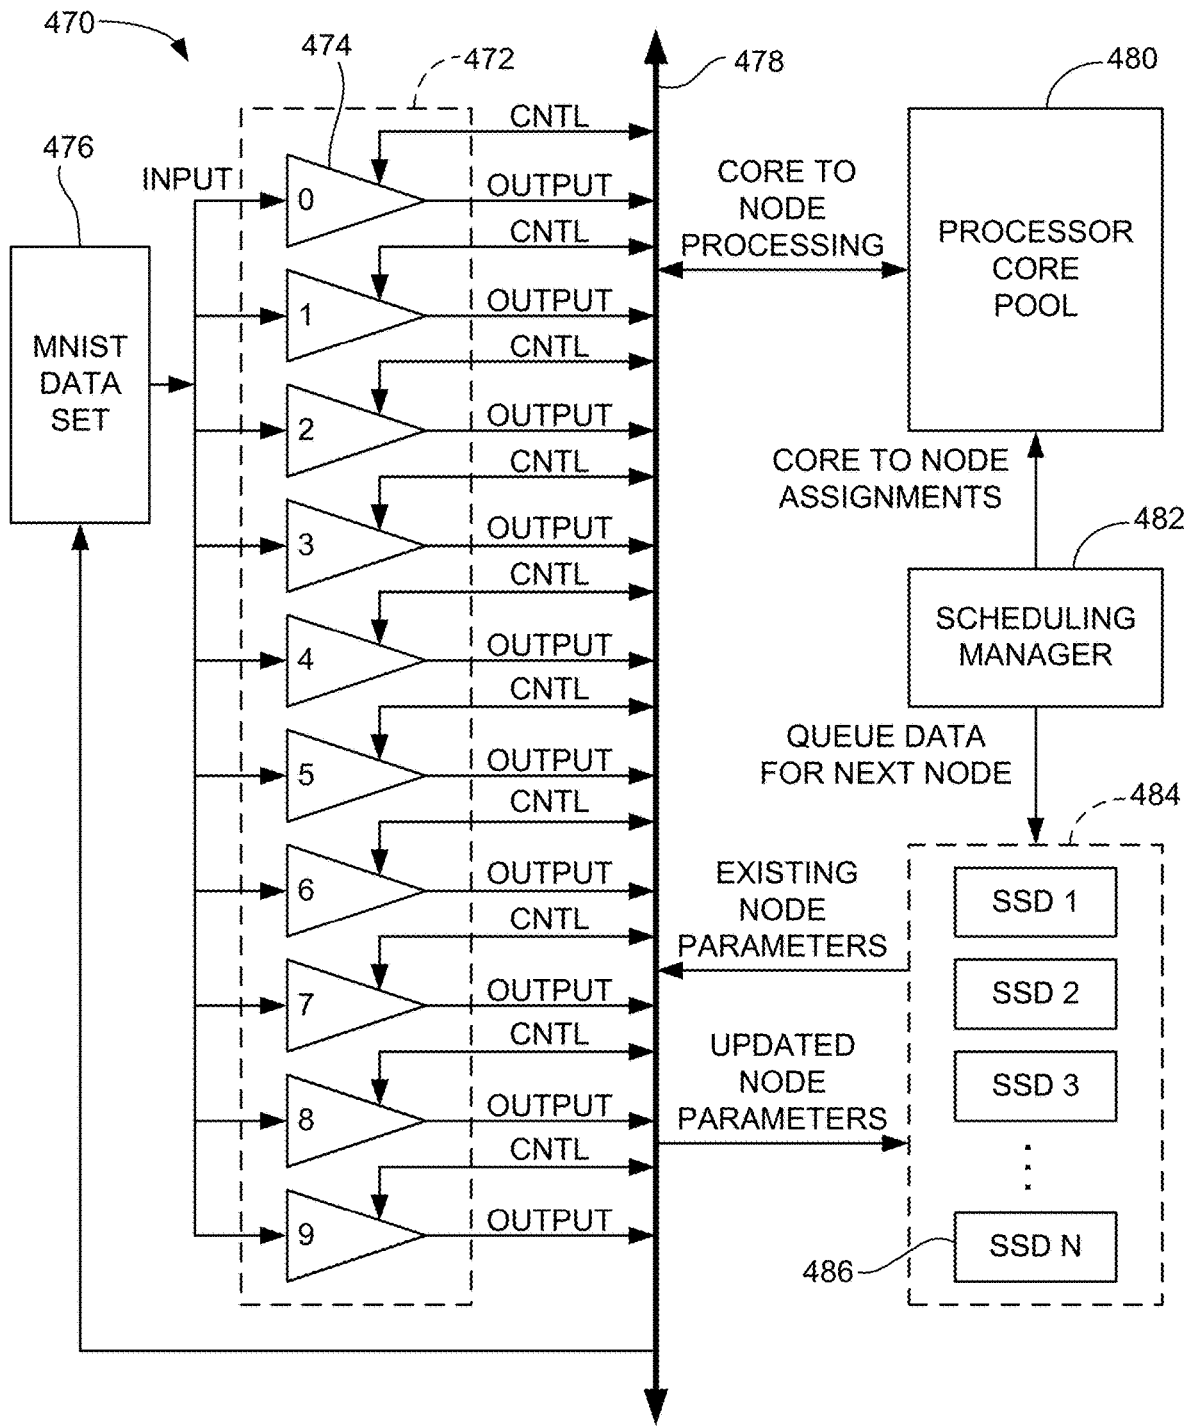 470
474
472
478
480
476
CNTL
INPUT
0
OUTPUT
CORE TO
NODE
PROCESSING
PROCESSOR
CORE
POOL
CNTL
1
OUTPUT
MNIST
DATA
SET
CNTL
2
OUTPUT
CORE TO NODE
ASSIGNMENTS
CNTL
3
OUTPUT
482
CNTL
SCHEDULING
MANAGER
4
OUTPUT
CNTL
QUEUE DATA
FOR NEXT NODE
5
OUTPUT
484
CNTL
6
OUTPUT
EXISTING
NODE
PARAMETERS
SSD 1
CNTL
7
OUTPUT
SSD 2
CNTL
UPDATED
NODE
PARAMETERS
SSD 3
8
OUTPUT
CNTL
9
OUTPUT
SSD N
486